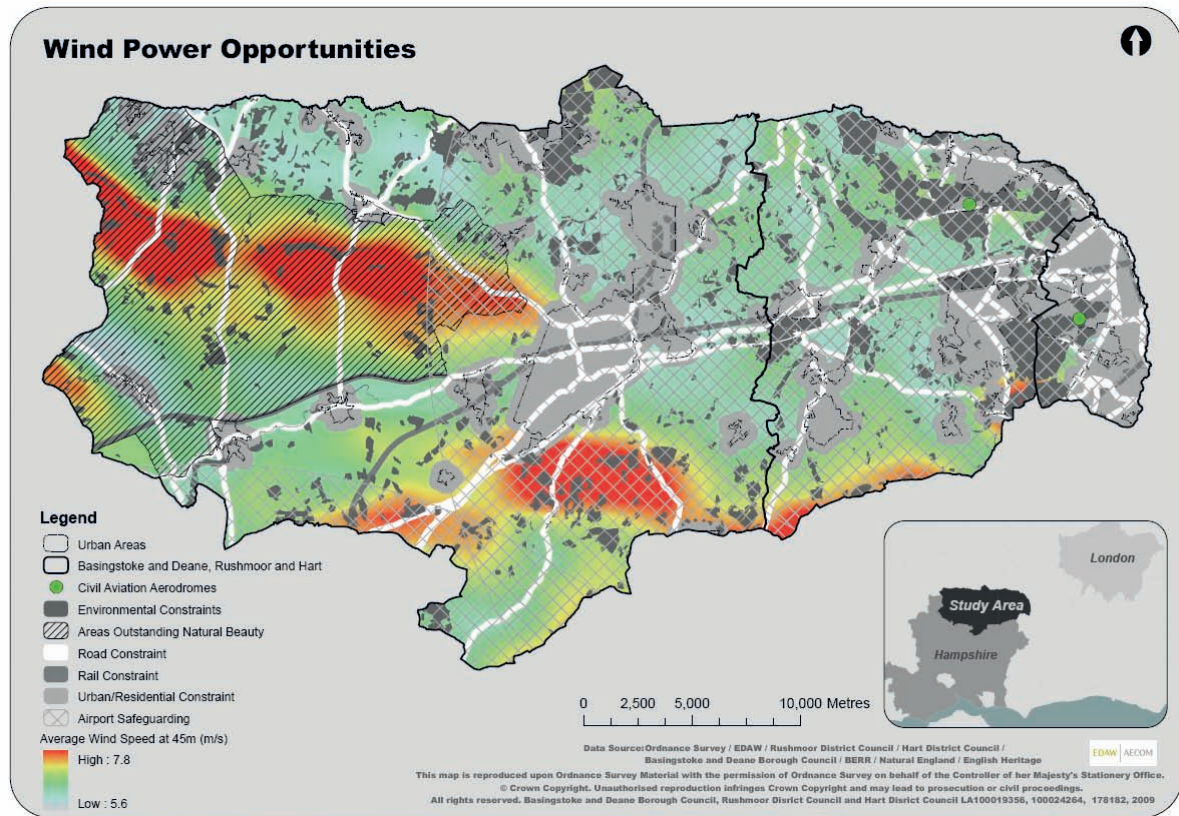 Wind Power Opportunities
Legend
Urban Areas
Basingstoke and Deane, Rushmoor and Hart
Civil Aviation Aerodromes
Environmental Constraints
Areas Outstanding Natural Beauty
Road Constraint
Rail Constraint
Urban/Residential Constraint
Airport Safeguarding
Average Wind Speed at 45m (m/s)
High : 7.8
Low : 5.6
0 2,500 5,000 10,000 Metres
London
Study Area
Hampshire
Data Source:Ordnance Survey / EDAW / Rushmoor District Council / Hart District Council /
Basingstoke and Deane Borough Council / BERR / Natural England / English Heritage
EDAW | AECOM
This map is reproduced upon Ordnance Survey Material with the permission of Ordnance Survey on behalf of the Controller of her Majesty's Stationery Office.
© Crown Copyright. Unauthorised reproduction infringes Crown Copyright and may lead to prosecution or civil procoedings.
All rights reserved. Basingstoke and Deane Borough Council, Rushmoor Disrict Council and Hart Disrict Council LA100019356, 100024264, 178182, 2009